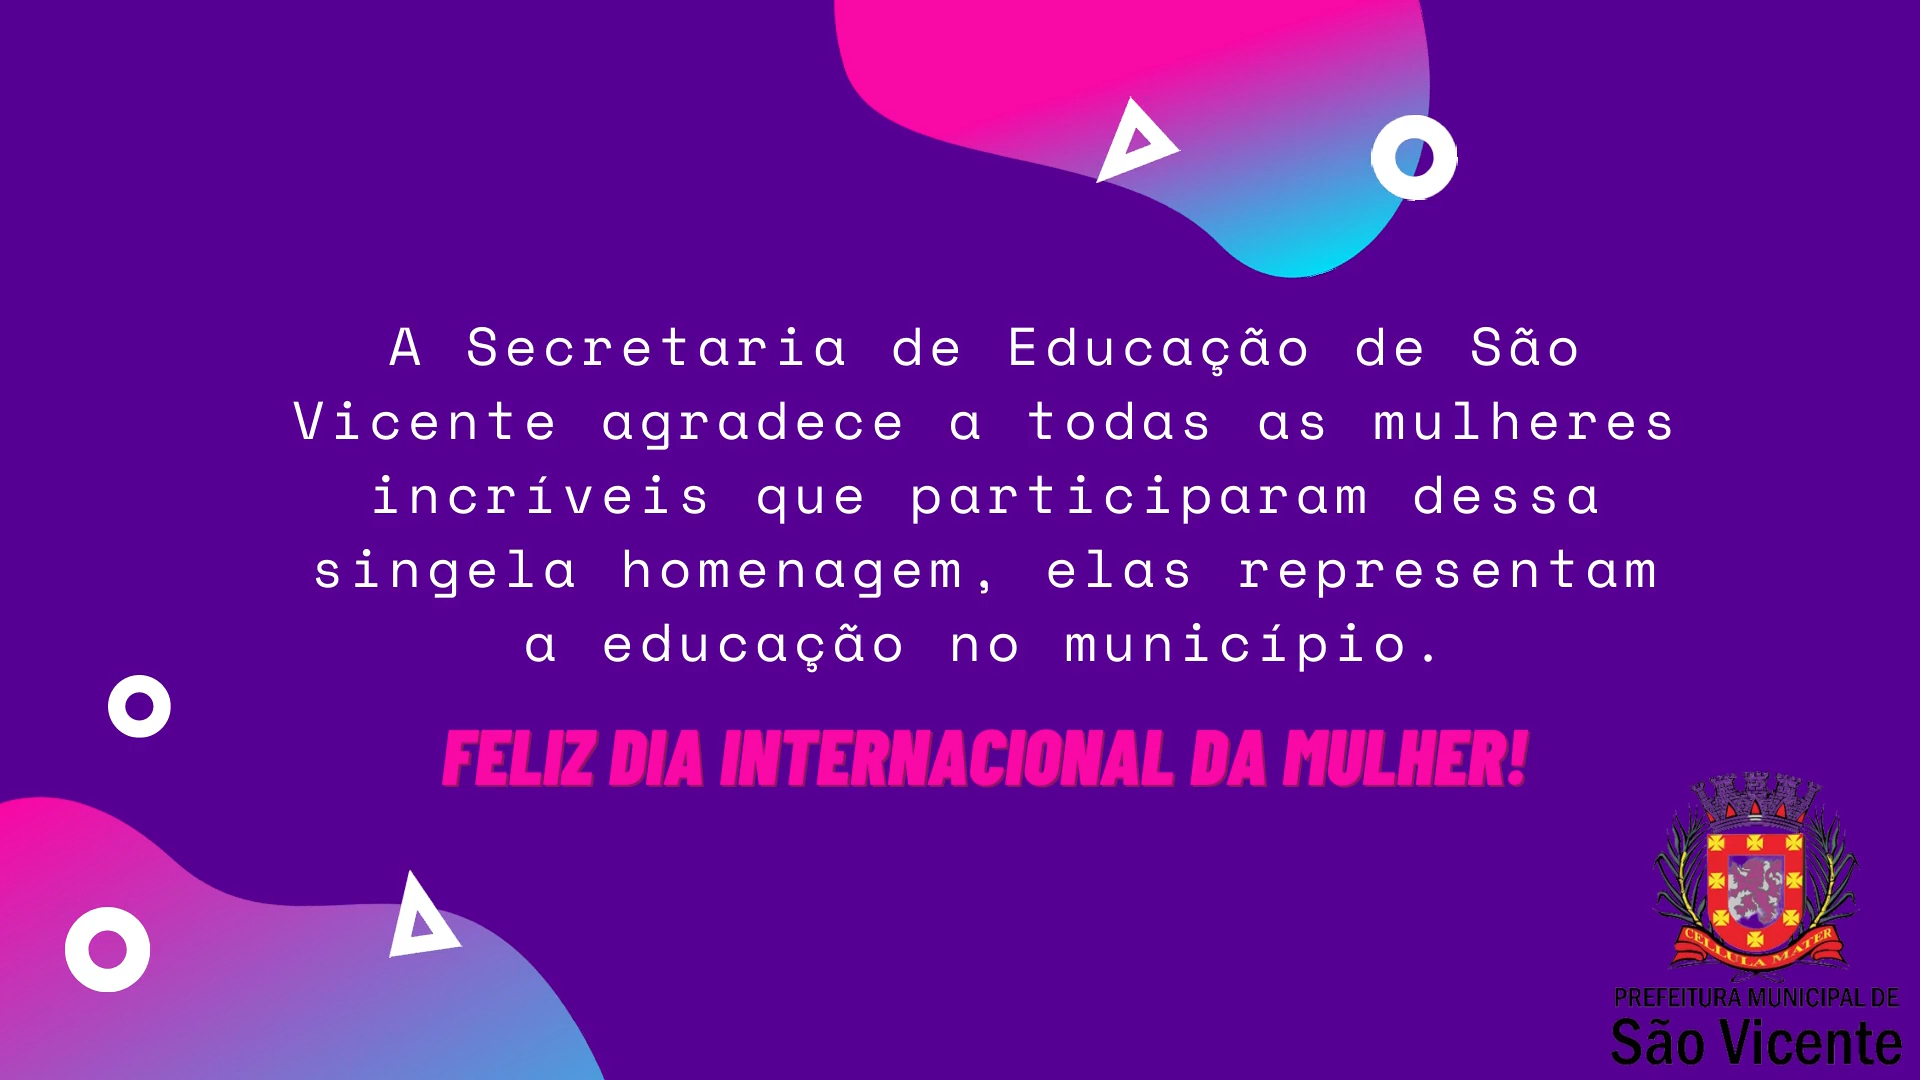 A Secretaria de Educação de São
Vicente agradece a todas as mulheres
incríveis que participaram dessa
singela homenagem, elas representam
a educação no município.
FELIZ DIA INTERNACIONAL DA MULHER!
CELLULA MATER
PREFEITURA MUNICIPAL DE
São Vicente